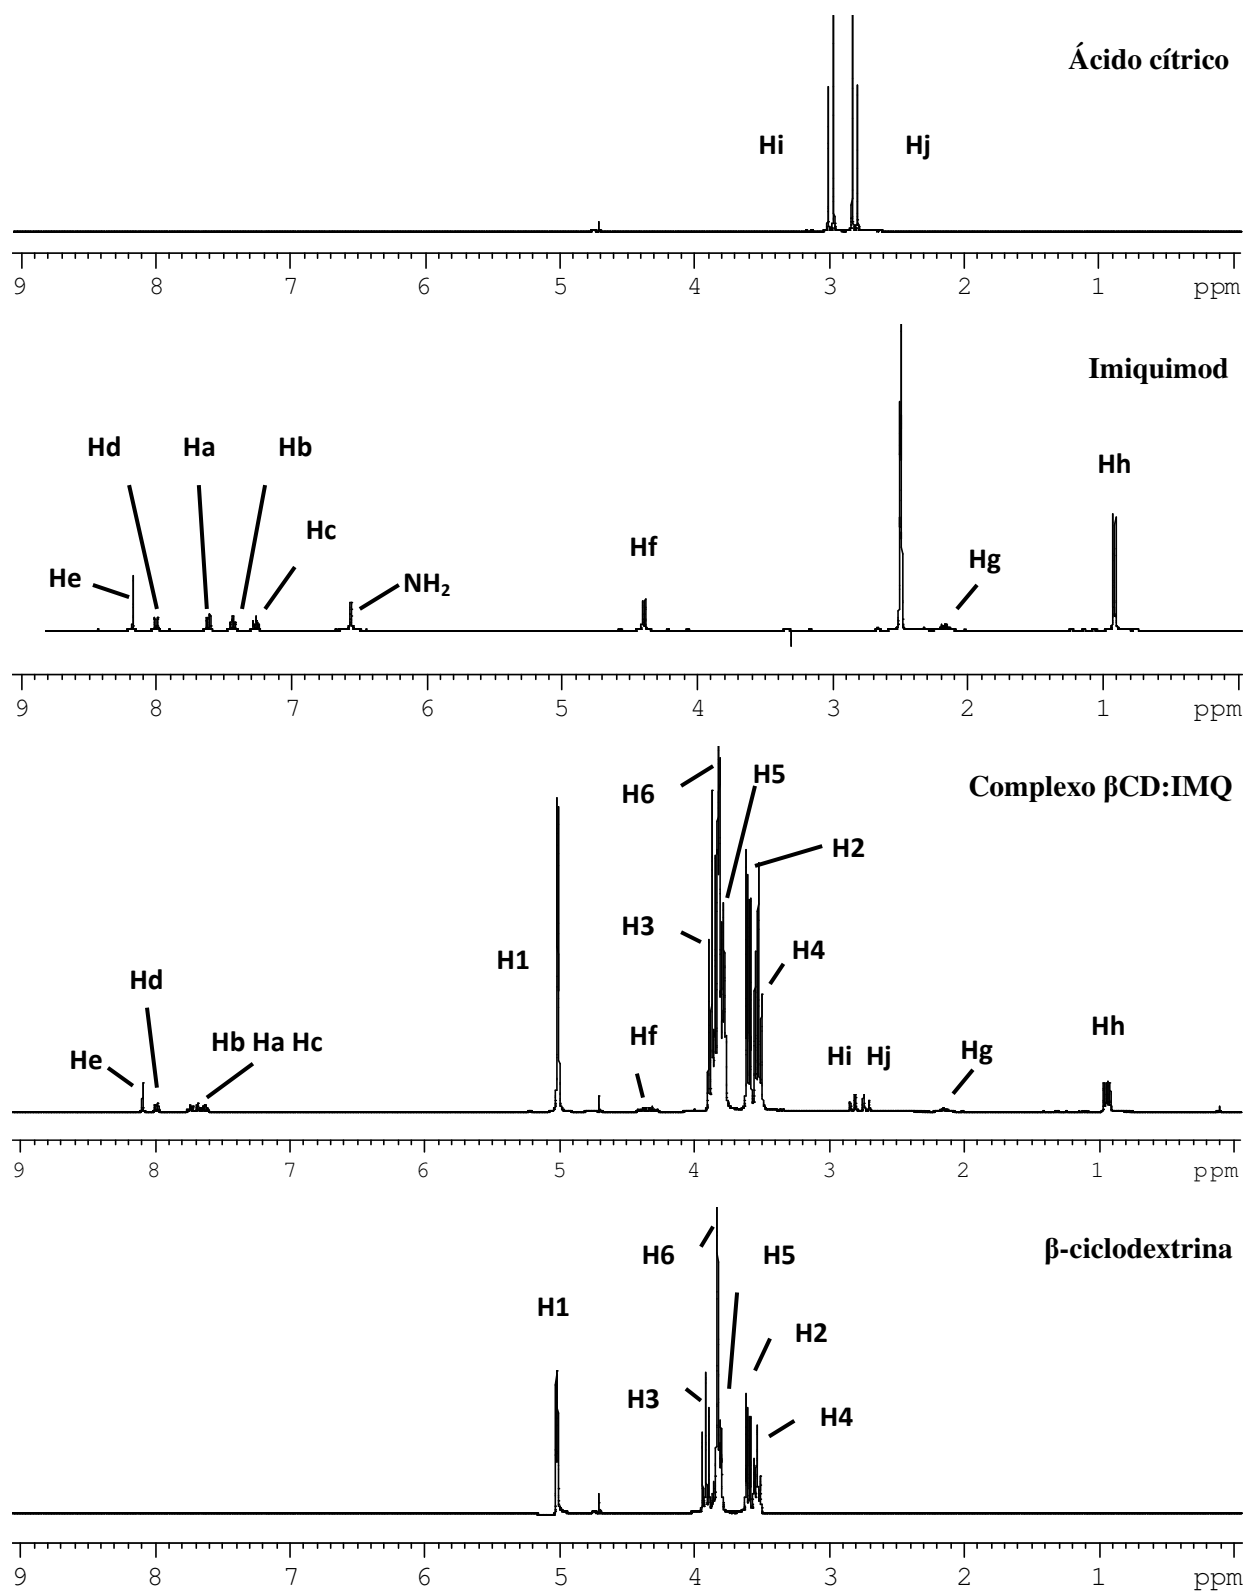 Ácido cítrico
Hi
Hj
9 8 7 6 5 4 3 2 1 ppm
Imiquimod
Hd Ha Hb
Hh
Hc
Hf
Hg
He
NH₂
9 8 7 6 5 4 3 2 1 ppm
H5
Complexo βCD:IMQ
H6
H2
H3
H4
H1
Hd
Hh
Hf
Hb Ha Hc
Hi Hj
Hg
He
9 8 7 6 5 4 3 2 1 ppm
β-ciclodextrina
H6
H5
H1
H2
H3
H4
9 8 7 6 5 4 3 2 1 ppm